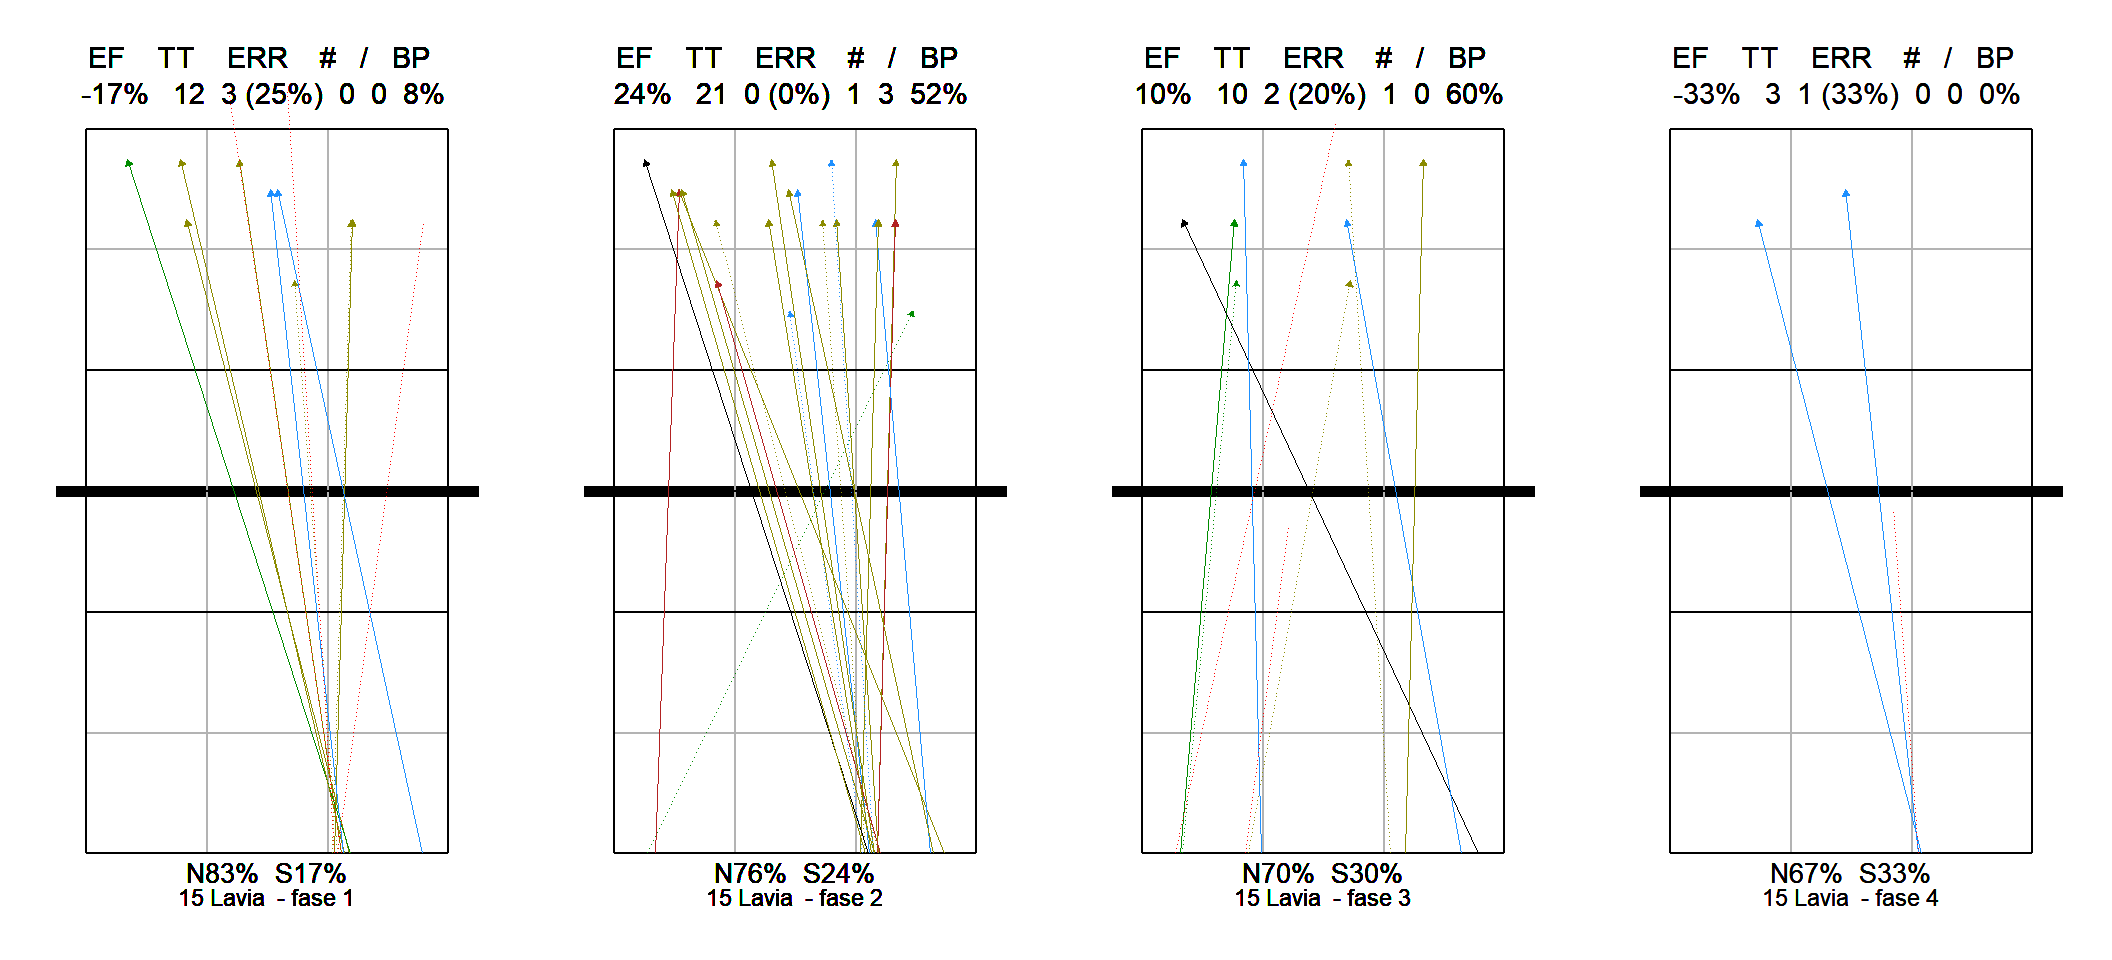 EF TT ERR # / BP
-17% 12 3 (25%) 0 0 8%
N83% S17%
15 Lavia - fase 1
EF TT ERR # / BP
24% 21 0 (0%) 1 3 52%
N76% S24%
15 Lavia - fase 2
EF TT ERR # / BP
10% 10 2 (20%) 1 0 60%
N70% S30%
15 Lavia - fase 3
EF TT ERR # / BP
-33% 3 1 (33%) 0 0 0%
N67% S33%
15 Lavia - fase 4